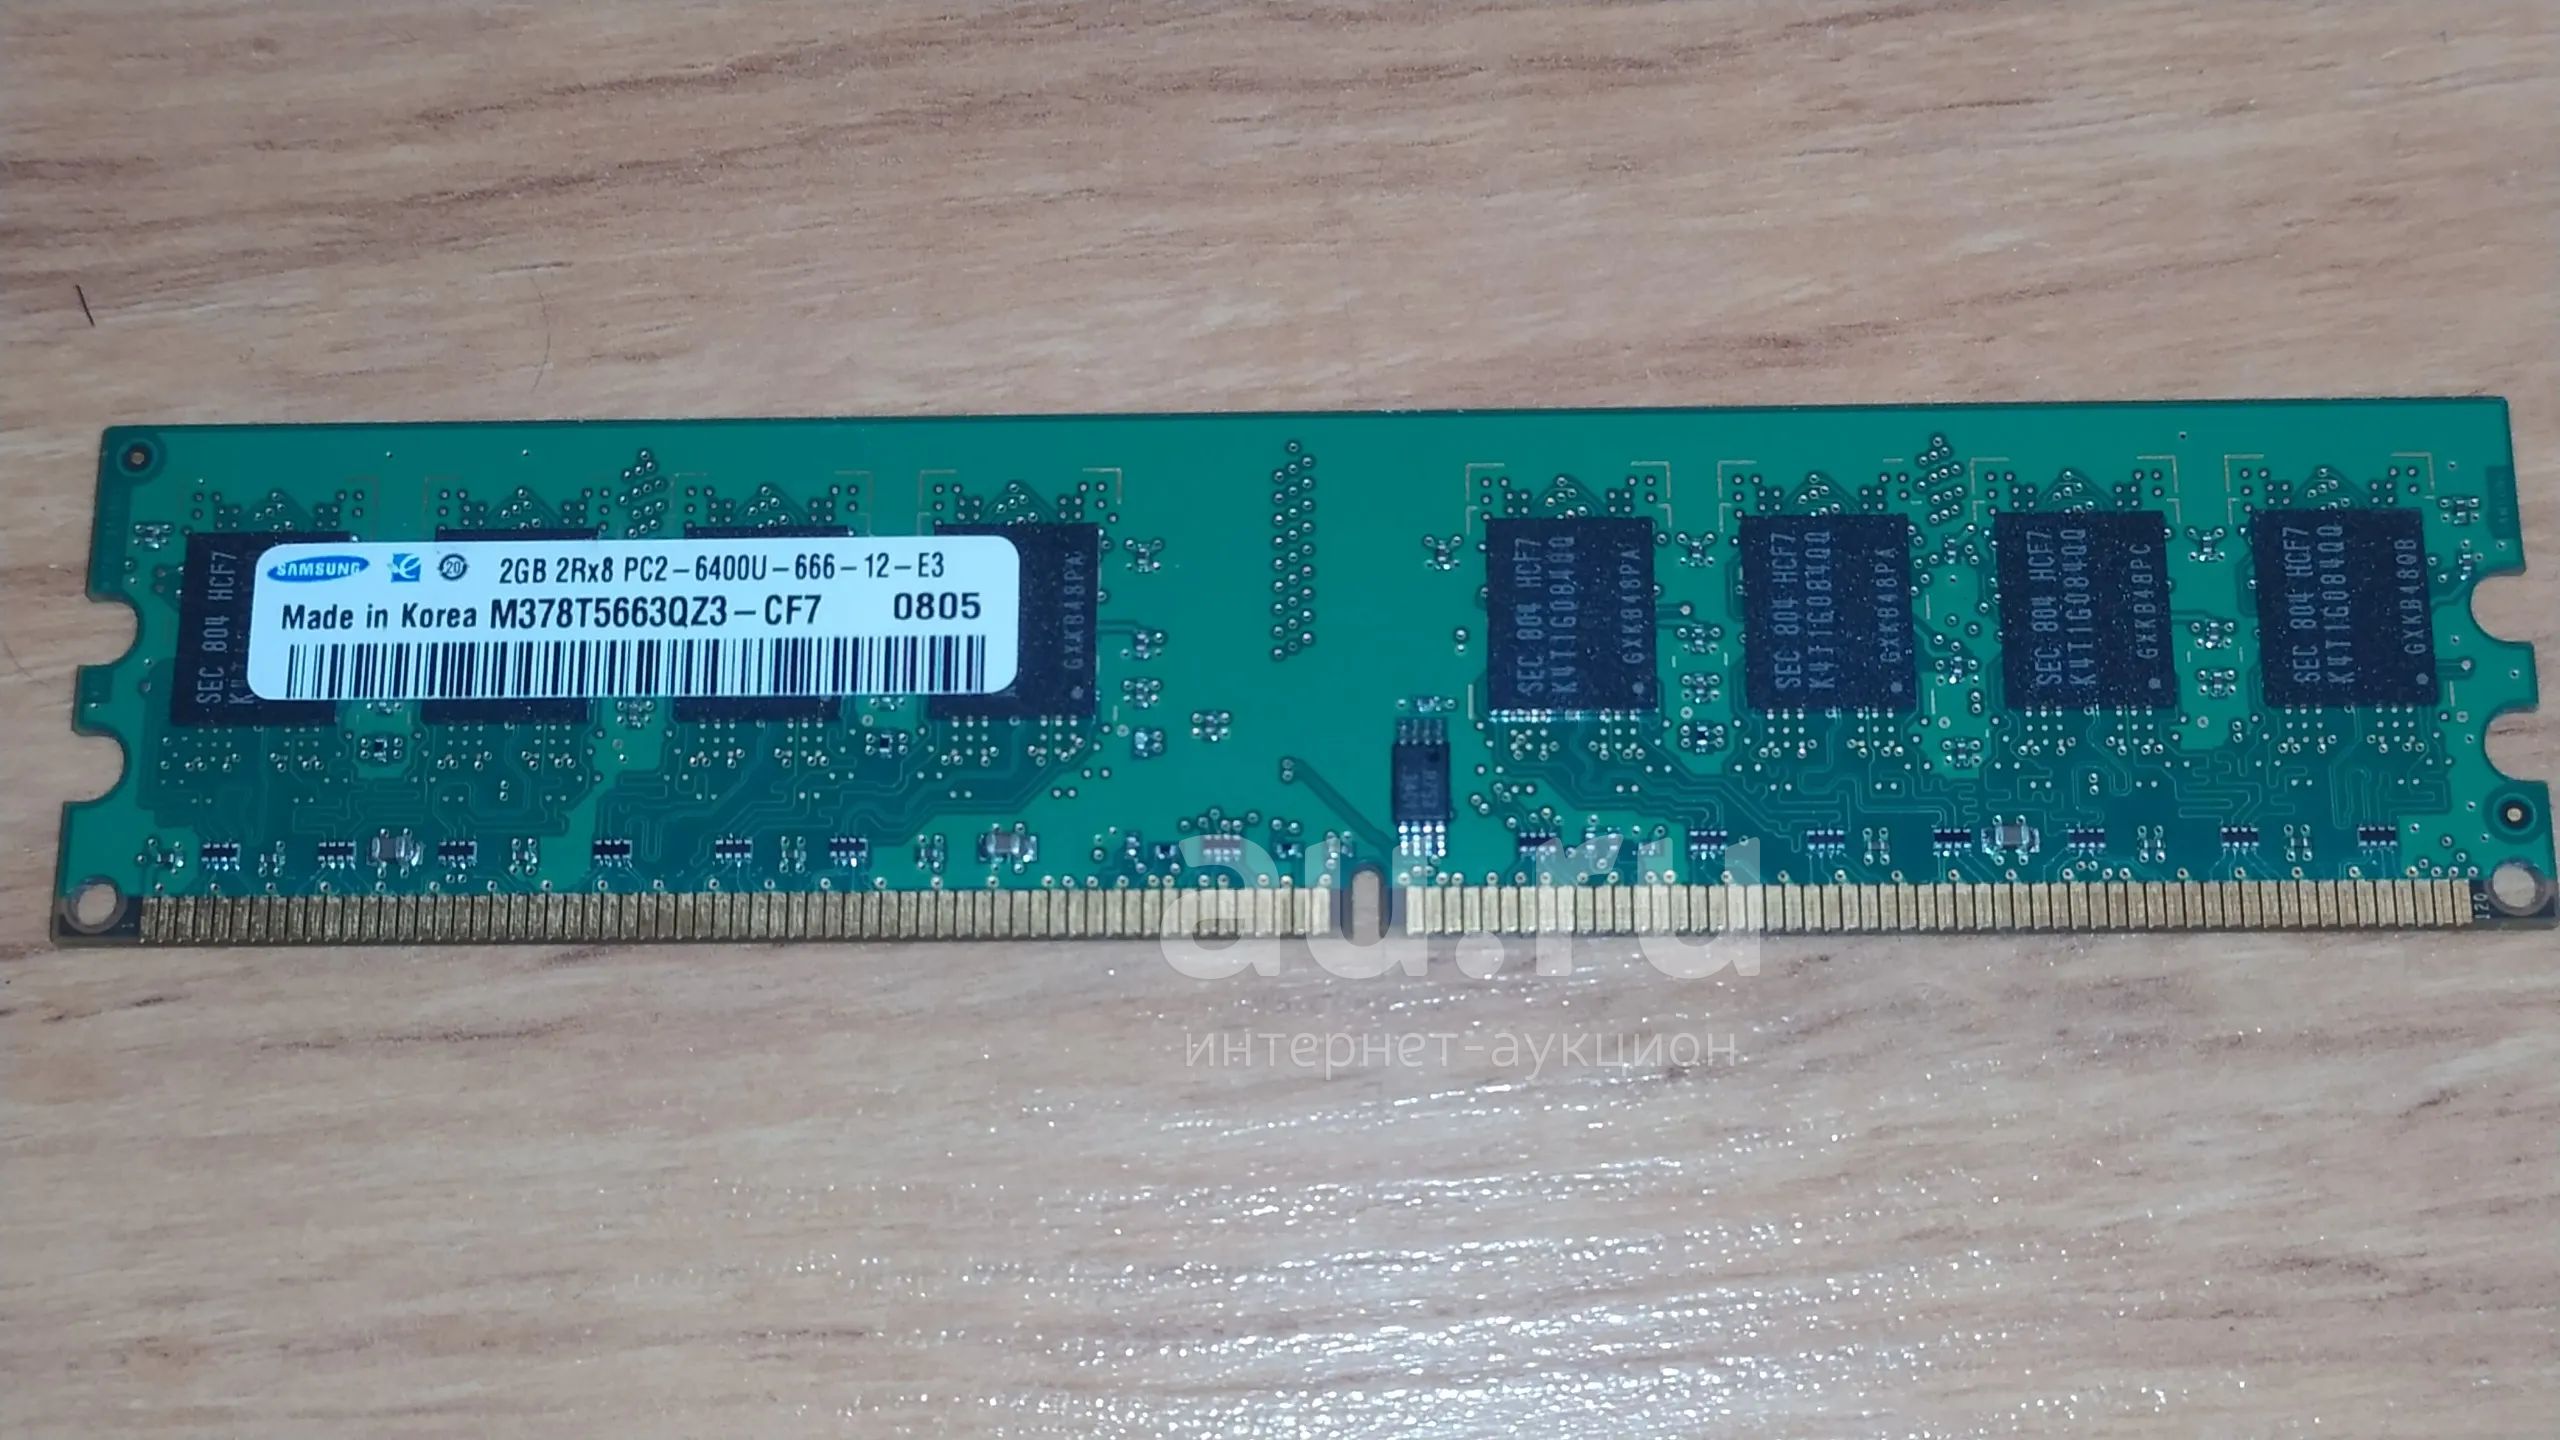 SAMSUNG 2GB 2Rx8 PC2-6400U-666-12-E3
Made in Korea M378T5663QZ3-CF7 0805
SEC 804 HCF7
GXKB48PA
SEC 804 HCF7
K4T1G084QQ
GXKB48PA
SEC 804 HCF7
K4T1G084QQ
GXKB48PA
SEC 804 HCF7
K4T1G084QQ
GXKB48PC
SEC 804 HCF7
K4T1G084QQ
GXKB48QB
1
120
au.ru
интернет-аукцион